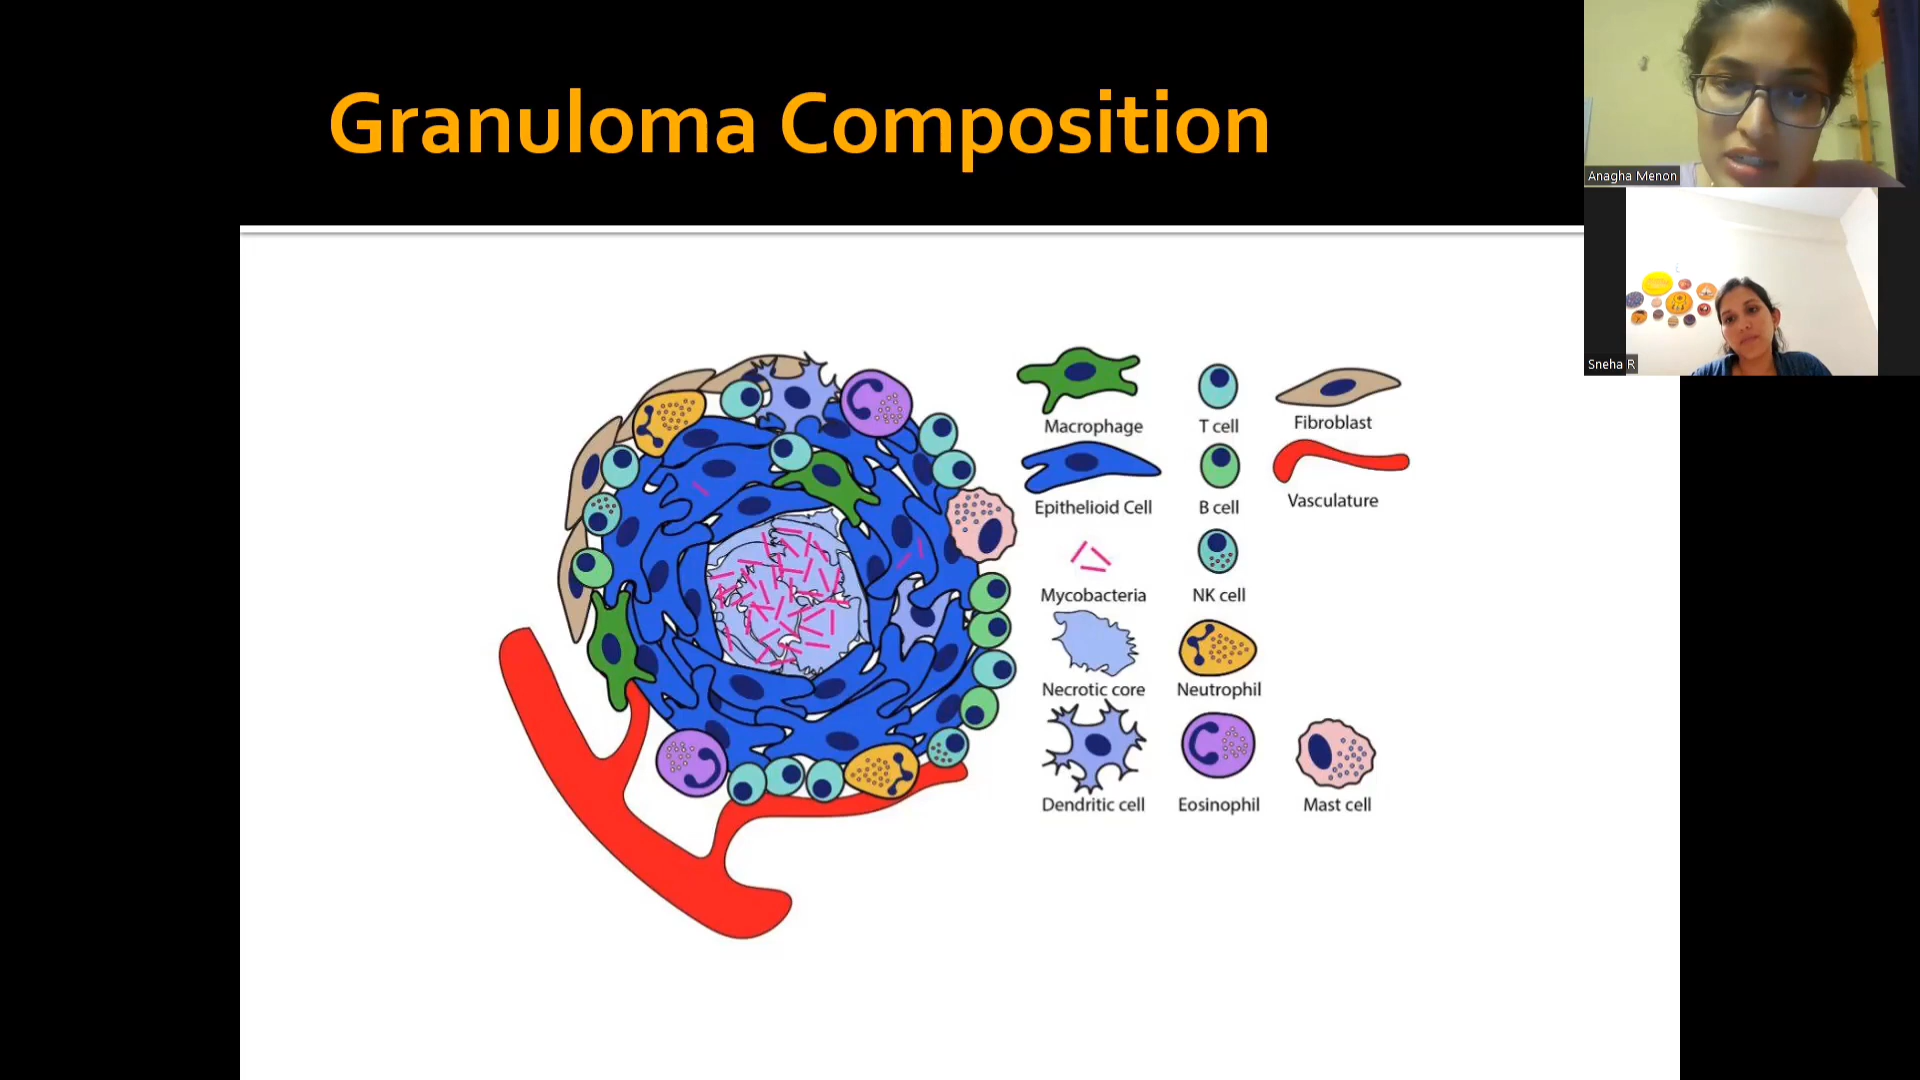 Granuloma Composition
Anagha Menon
Sneha R
Macrophage
T cell
Fibroblast
Epithelioid Cell
B cell
Vasculature
Mycobacteria
NK cell
Necrotic core
Neutrophil
Dendritic cell
Eosinophil
Mast cell